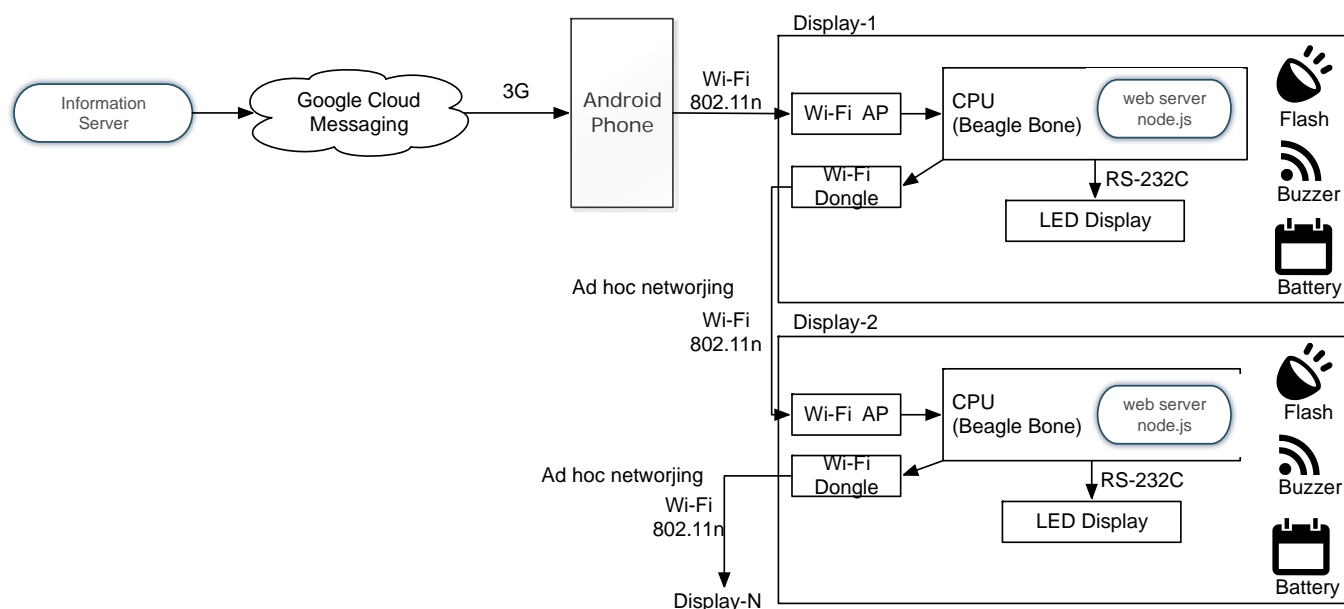 Information
Server
Google Cloud
Messaging
3G
Android
Phone
Wi-Fi
802.11n
Display-1
Wi-Fi AP
CPU
(Beagle Bone)
web server
node.js
Wi-Fi
Dongle
RS-232C
LED Display
Flash
Buzzer
Battery
Ad hoc networjing
Wi-Fi
802.11n
Display-2
Wi-Fi AP
CPU
(Beagle Bone)
web server
node.js
Wi-Fi
Dongle
RS-232C
LED Display
Flash
Buzzer
Battery
Ad hoc networjing
Wi-Fi
802.11n
Display-N